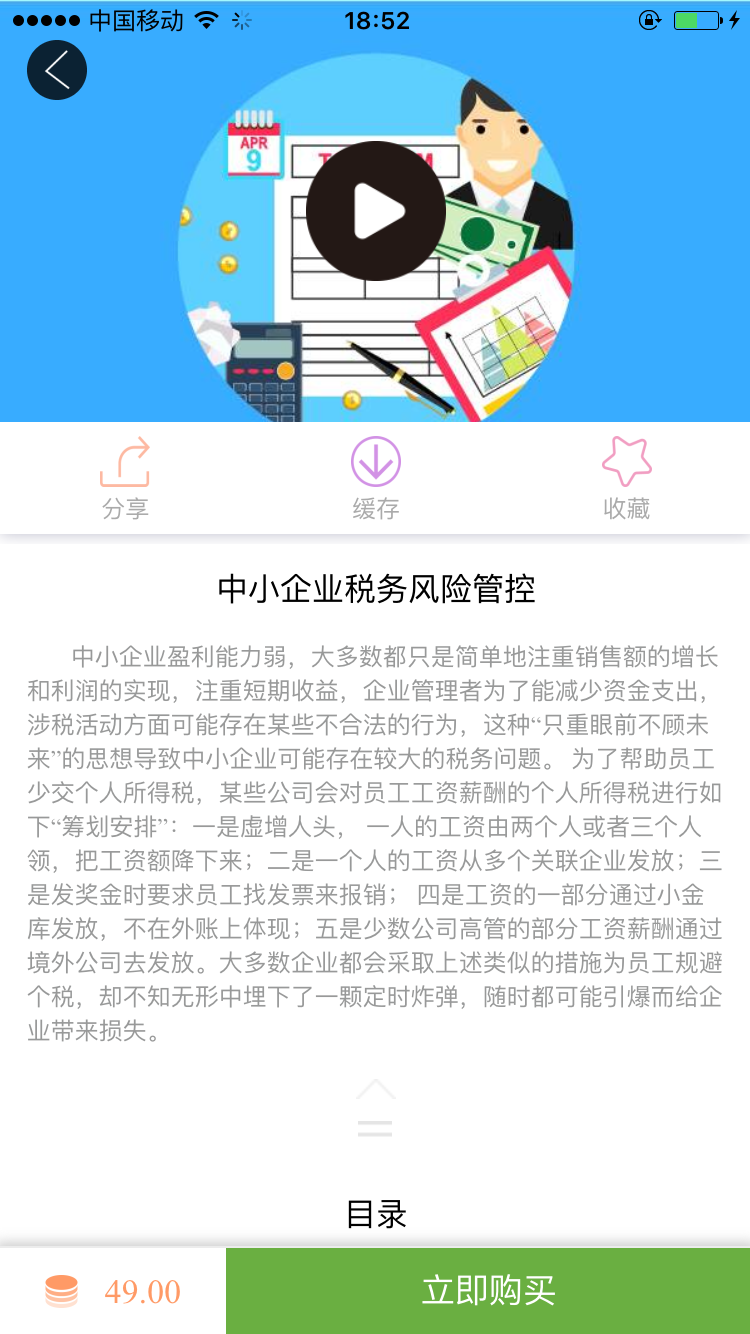 中国移动
18:52
APR
9
分享
缓存
收藏
中小企业税务风险管控
中小企业盈利能力弱，大多数都只是简单地注重销售额的增长
和利润的实现，注重短期收益，企业管理者为了能减少资金支出，
涉税活动方面可能存在某些不合法的行为，这种“只重眼前不顾未
来”的思想导致中小企业可能存在较大的税务问题。 为了帮助员工
少交个人所得税，某些公司会对员工工资薪酬的个人所得税进行如
下“筹划安排”：一是虚增人头， 一人的工资由两个人或者三个人
领，把工资额降下来；二是一个人的工资从多个关联企业发放；三
是发奖金时要求员工找发票来报销； 四是工资的一部分通过小金
库发放，不在外账上体现；五是少数公司高管的部分工资薪酬通过
境外公司去发放。大多数企业都会采取上述类似的措施为员工规避
个税，却不知无形中埋下了一颗定时炸弹，随时都可能引爆而给企
业带来损失。
目录
49.00
立即购买